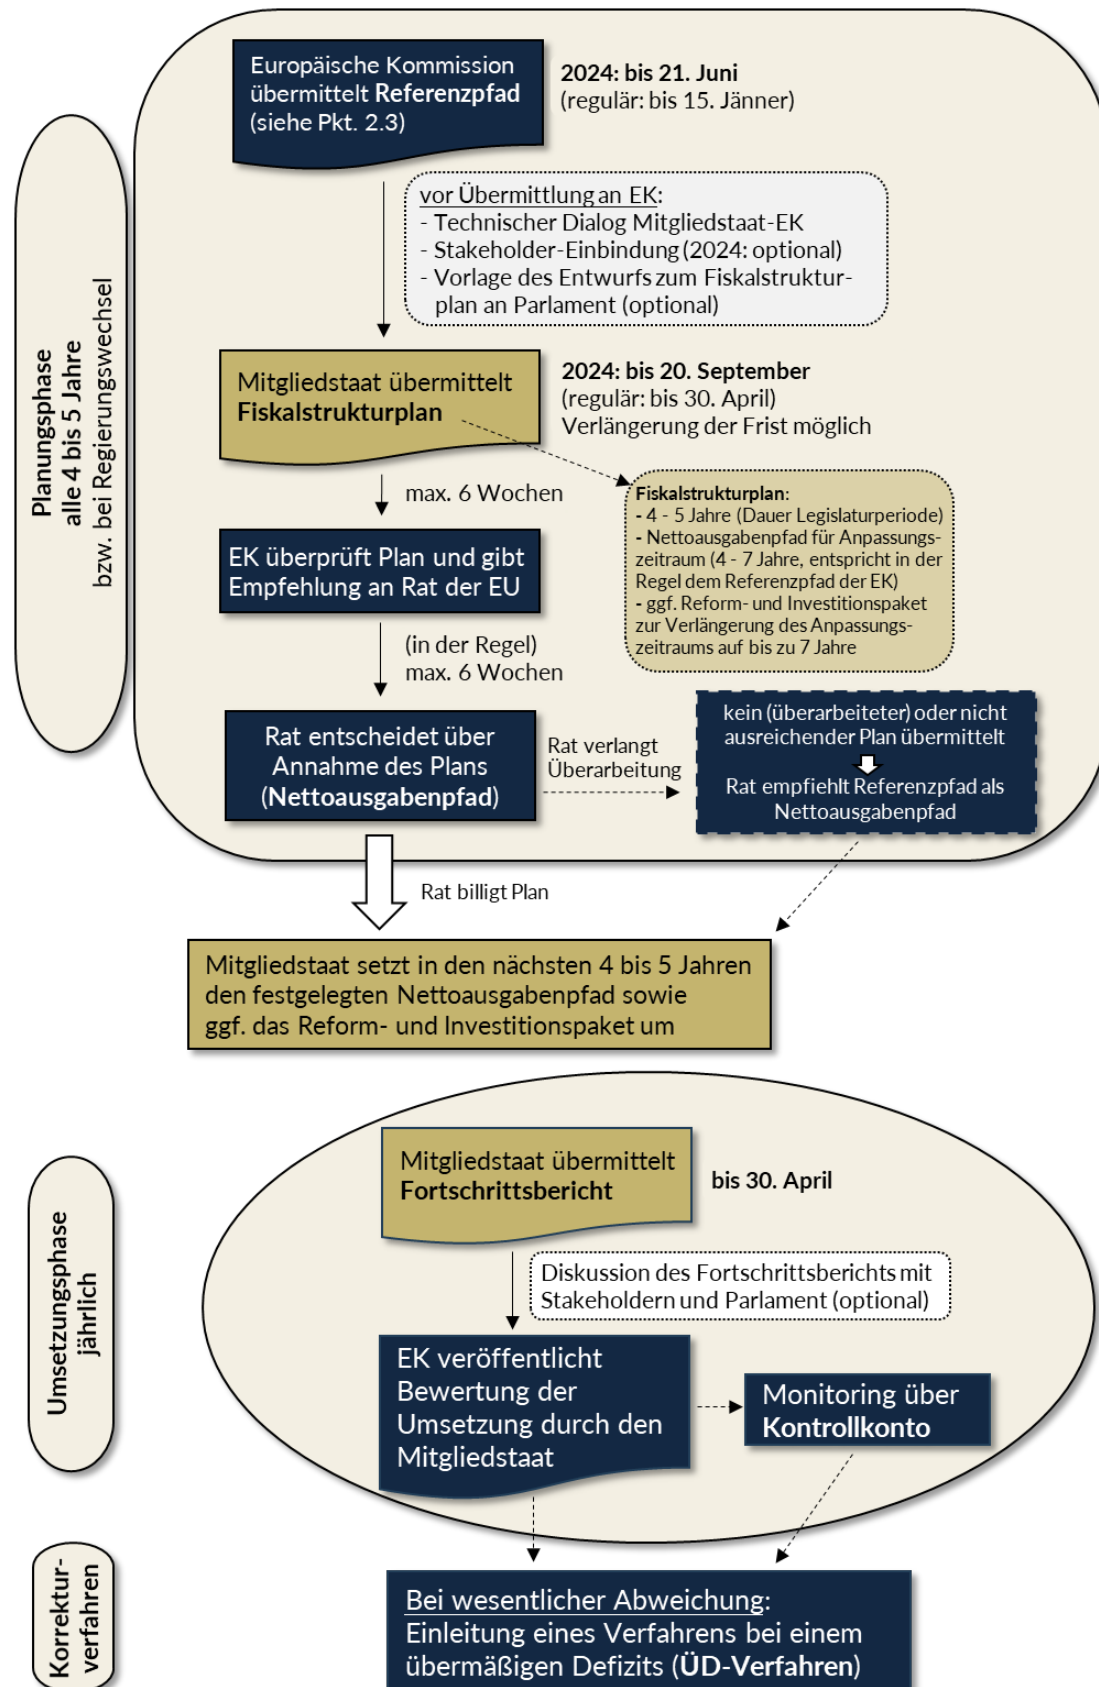 Europäische Kommission
übermittelt Referenzpfad
(siehe Pkt. 2.3)
2024: bis 21. Juni
(regulär: bis 15. Jänner)
vor Übermittlung an EK:
- Technischer Dialog Mitgliedstaat-EK
- Stakeholder-Einbindung (2024: optional)
- Vorlage des Entwurfs zum Fiskalstruktur-
plan an Parlament (optional)
Planungsphase
alle 4 bis 5 Jahre
bzw. bei Regierungswechsel
Mitgliedstaat übermittelt
Fiskalstrukturplan
2024: bis 20. September
(regulär: bis 30. April)
Verlängerung der Frist möglich
max. 6 Wochen
Fiskalstrukturplan:
- 4 - 5 Jahre (Dauer Legislaturperiode)
- Nettoausgabenpfad für Anpassungs-
zeitraum (4 - 7 Jahre, entspricht in der
Regel dem Referenzpfad der EK)
- ggf. Reform- und Investitionspaket
zur Verlängerung des Anpassungs-
zeitraums auf bis zu 7 Jahre
EK überprüft Plan und gibt
Empfehlung an Rat der EU
(in der Regel)
max. 6 Wochen
Rat entscheidet über
Annahme des Plans
(Nettoausgabenpfad)
Rat verlangt
Überarbeitung
kein (überarbeiteter) oder nicht
ausreichender Plan übermittelt
Rat empfiehlt Referenzpfad als
Nettoausgabenpfad
Rat billigt Plan
Mitgliedstaat setzt in den nächsten 4 bis 5 Jahren
den festgelegten Nettoausgabenpfad sowie
ggf. das Reform- und Investitionspaket um
Umsetzungsphase
jährlich
Mitgliedstaat übermittelt
Fortschrittsbericht
bis 30. April
Diskussion des Fortschrittsberichts mit
Stakeholdern und Parlament (optional)
EK veröffentlicht
Bewertung der
Umsetzung durch den
Mitgliedstaat
Monitoring über
Kontrollkonto
Korrektur-
verfahren
Bei wesentlicher Abweichung:
Einleitung eines Verfahrens bei einem
übermäßigen Defizits (ÜD-Verfahren)